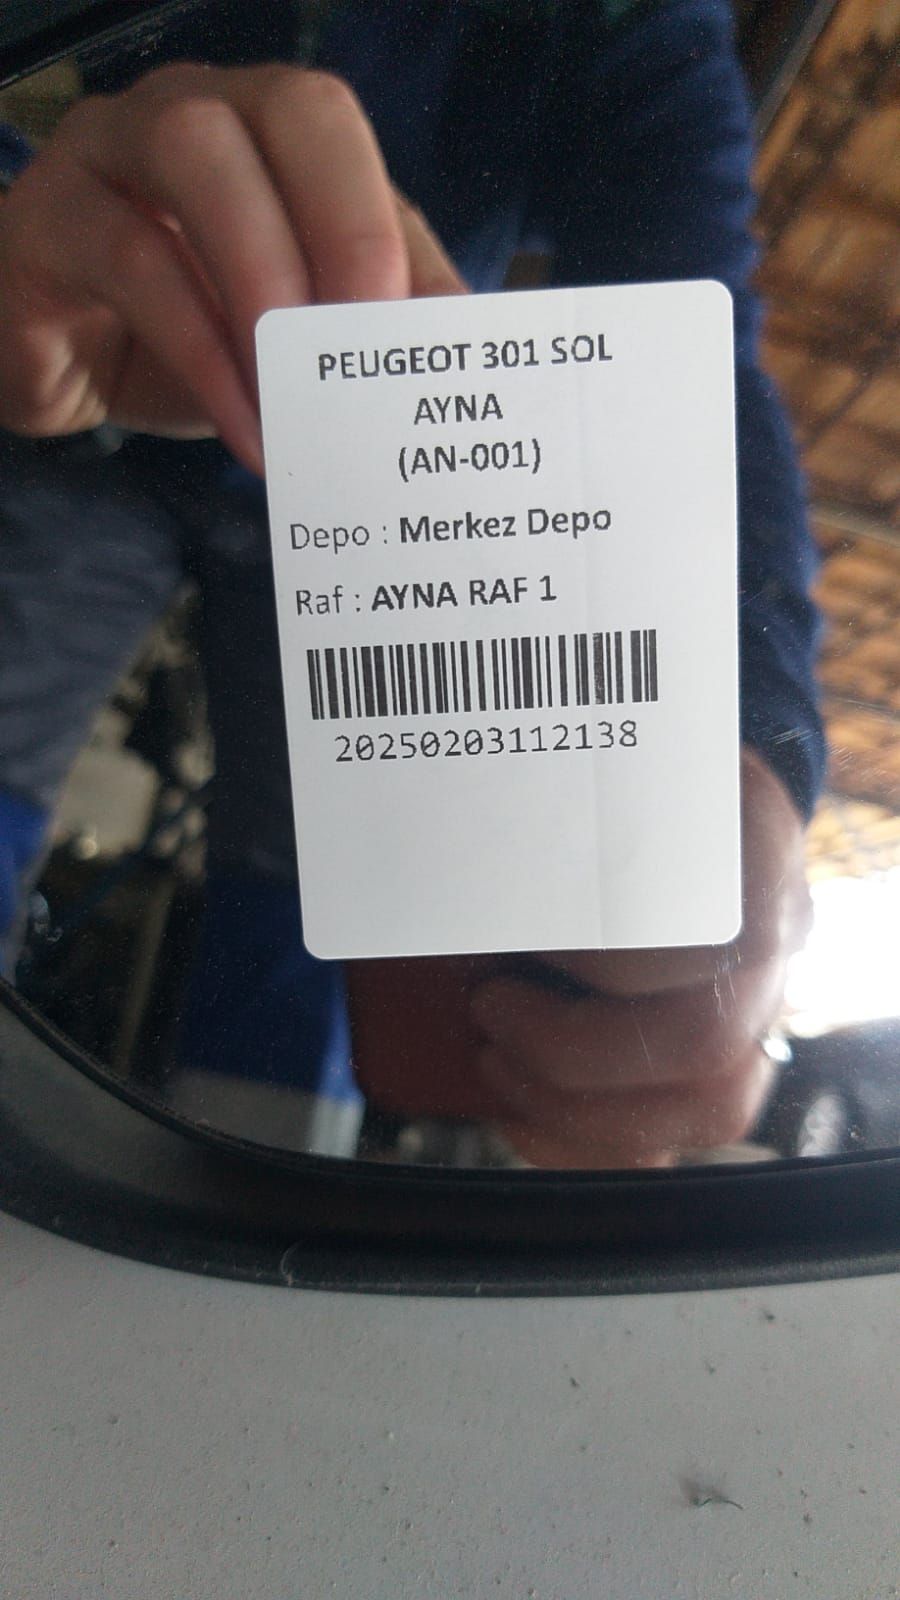 PEUGEOT 301 SOL
AYNA
(AN-001)
Depo : Merkez Depo
Raf : AYNA RAF 1
20250203112138